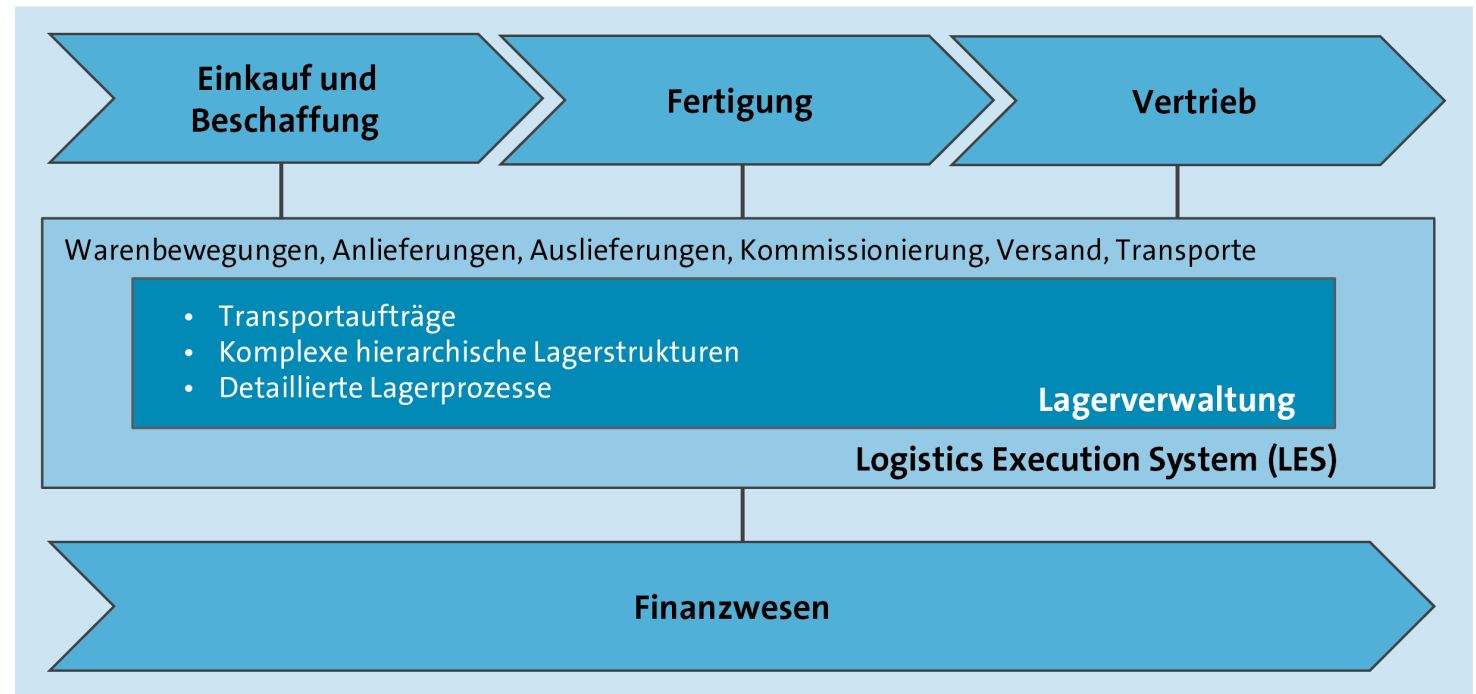 Einkauf und
Beschaffung
Fertigung
Vertrieb
Warenbewegungen, Anlieferungen, Auslieferungen, Kommissionierung, Versand, Transporte
• Transportaufträge
• Komplexe hierarchische Lagerstrukturen
• Detaillierte Lagerprozesse
Lagerverwaltung
Logistics Execution System (LES)
Finanzwesen